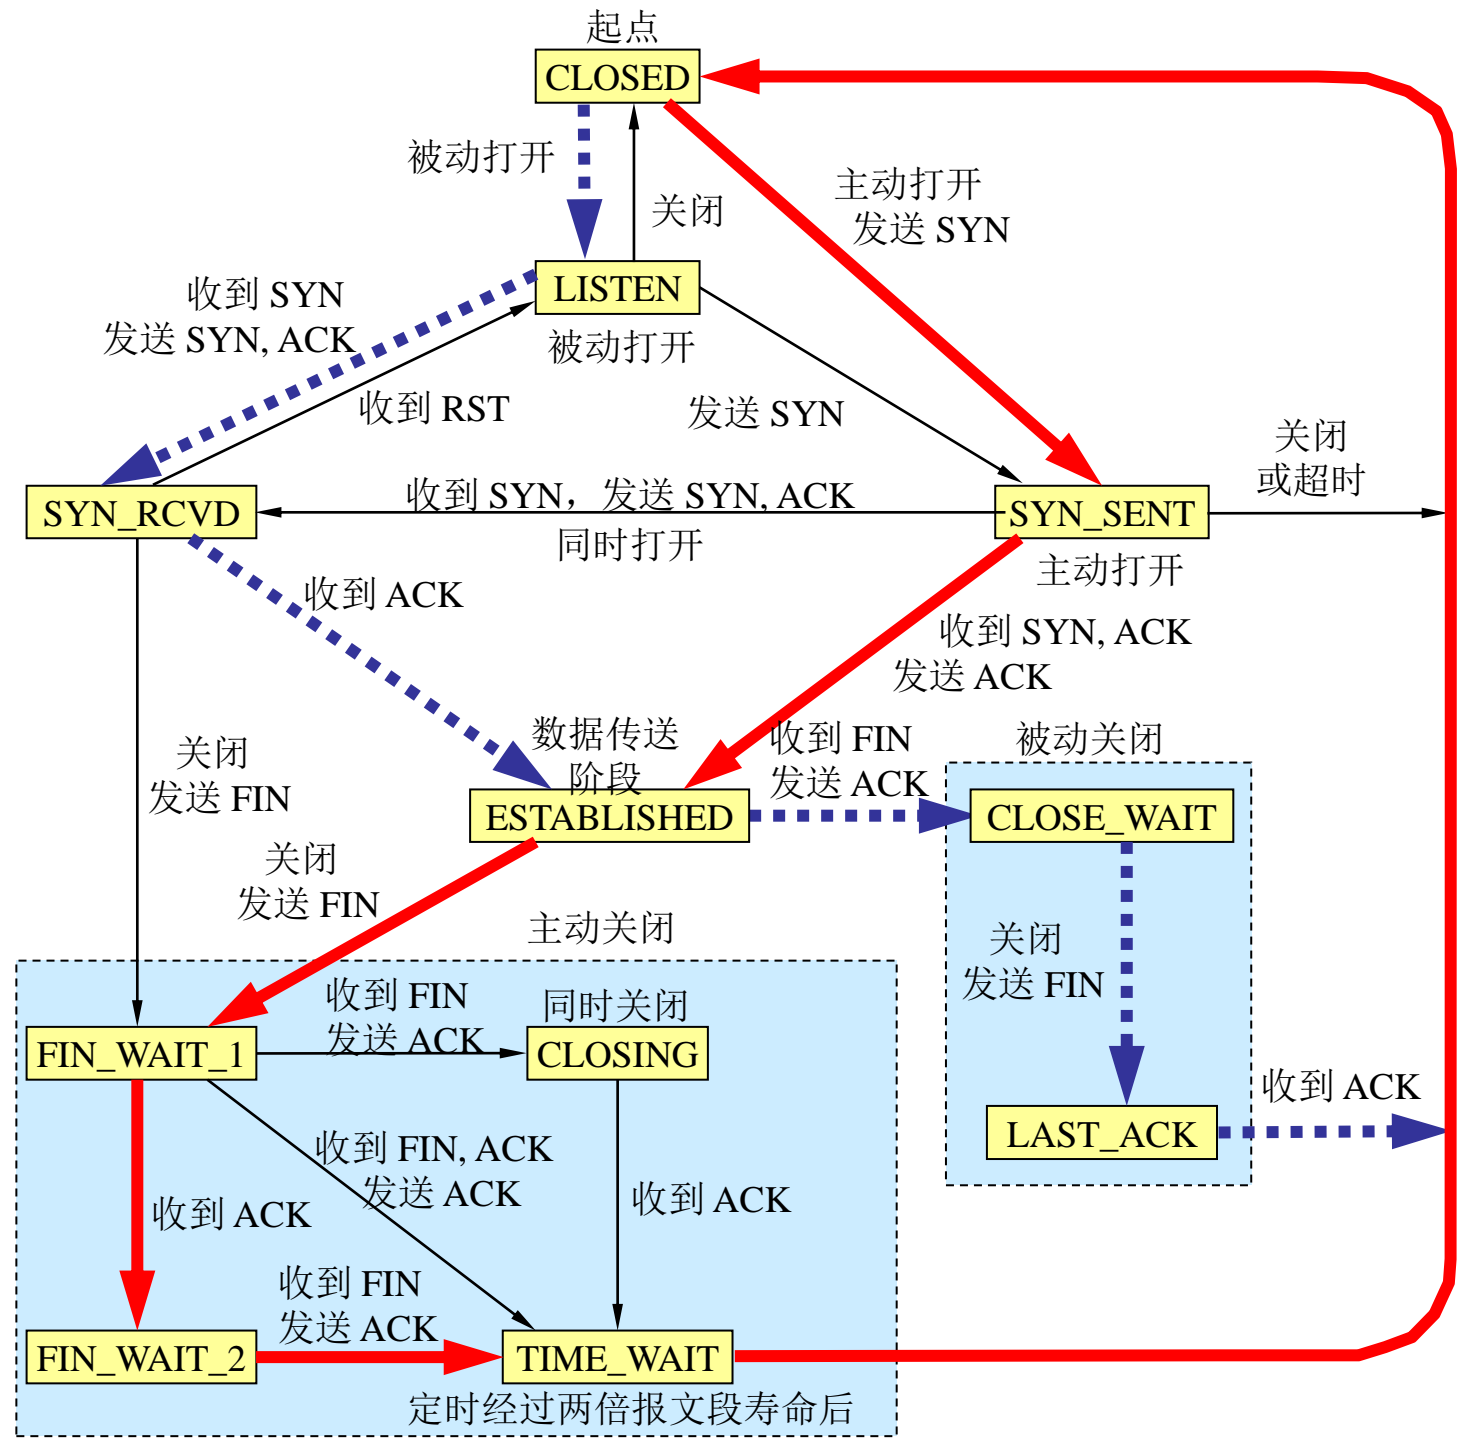 起点
CLOSED
被动打开
关闭
主动打开
发送 SYN
收到 SYN
发送 SYN, ACK
LISTEN
被动打开
收到 RST
发送 SYN
关闭
或超时
SYN_RCVD
收到 SYN，发送 SYN, ACK
同时打开
SYN_SENT
主动打开
收到 ACK
收到 SYN, ACK
发送 ACK
关闭
发送 FIN
数据传送
阶段
ESTABLISHED
收到 FIN
发送 ACK
被动关闭
CLOSE_WAIT
关闭
发送 FIN
主动关闭
关闭
发送 FIN
收到 FIN
发送 ACK
同时关闭
FIN_WAIT_1
CLOSING
LAST_ACK
收到 ACK
收到 FIN, ACK
发送 ACK
收到 ACK
收到 ACK
收到 FIN
发送 ACK
FIN_WAIT_2
TIME_WAIT
定时经过两倍报文段寿命后